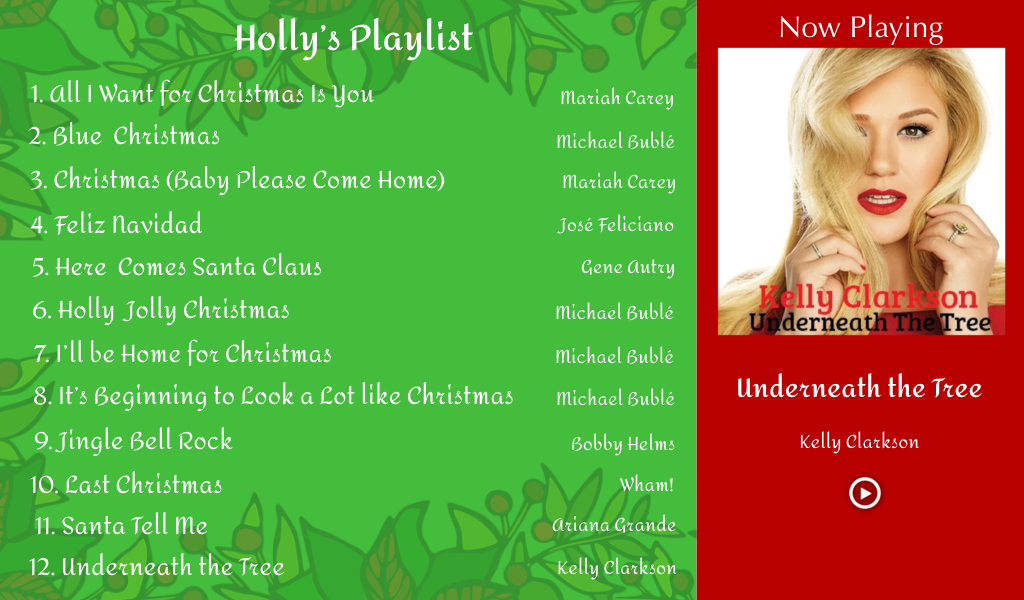 Holly's Playlist
1. All I Want for Christmas Is You Mariah Carey
2. Blue Christmas Michael Bublé
3. Christmas (Baby Please Come Home) Mariah Carey
4. Feliz Navidad José Feliciano
5. Here Comes Santa Claus Gene Autry
6. Holly Jolly Christmas Michael Bublé
7. I'll be Home for Christmas Michael Bublé
8. It's Beginning to Look a Lot like Christmas Michael Bublé
9. Jingle Bell Rock Bobby Helms
10. Last Christmas Wham!
11. Santa Tell Me Ariana Grande
12. Underneath the Tree Kelly Clarkson
Now Playing
Kelly Clarkson
Underneath The Tree
Underneath the Tree
Kelly Clarkson